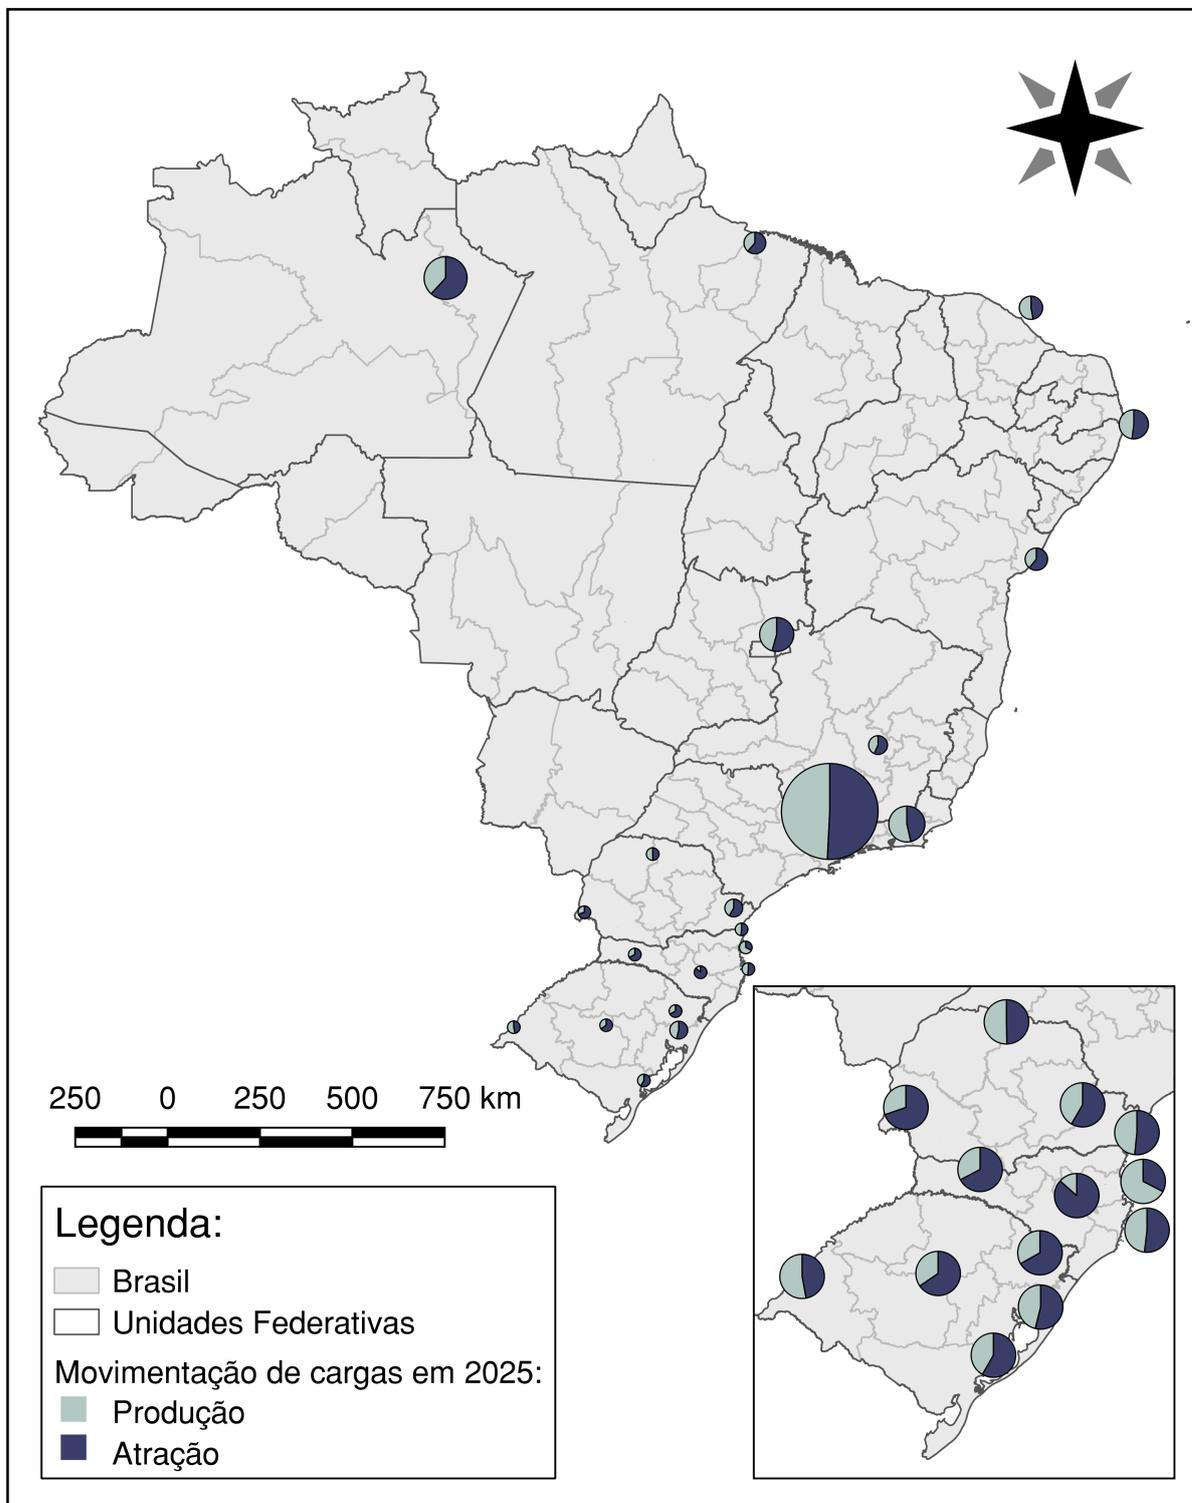 250 0 250 500 750 km
Legenda:
Brasil
Unidades Federativas
Movimentação de cargas em 2025:
Produção
Atração